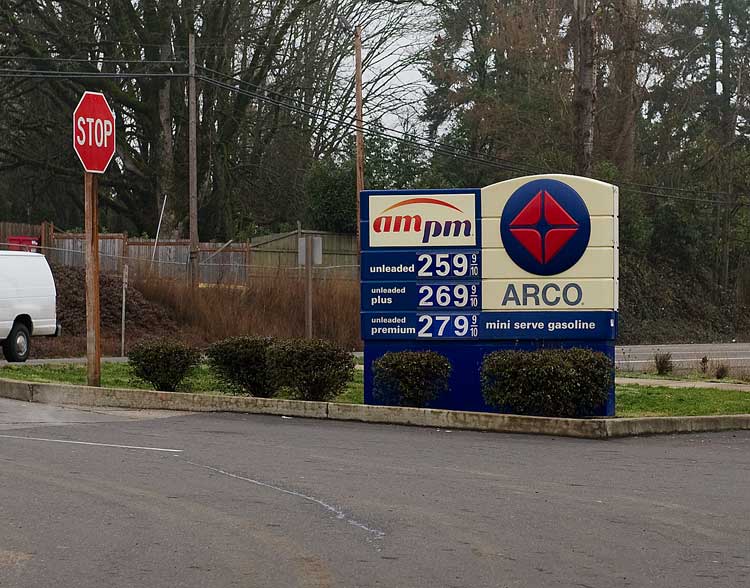 STOP
ampm
unleaded 259 9/10
unleaded plus 269 9/10
unleaded premium 279 9/10
ARCO
mini serve gasoline